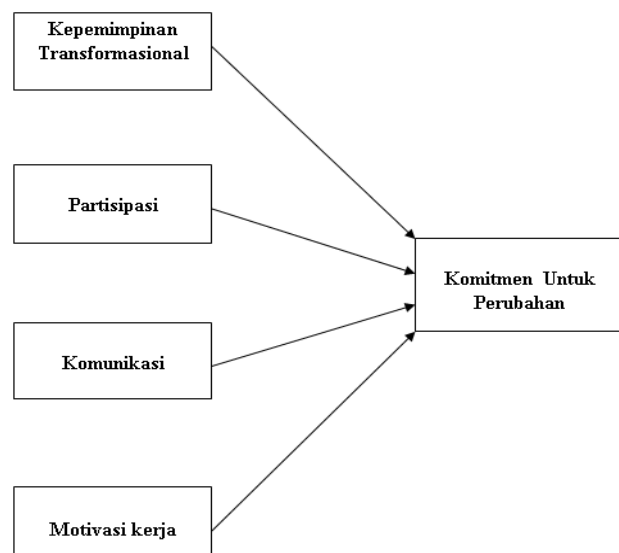 Kepemimpinan
Transformasional
Partisipasi
Komitmen Untuk
Perubahan
Komunikasi
Motivasi kerja